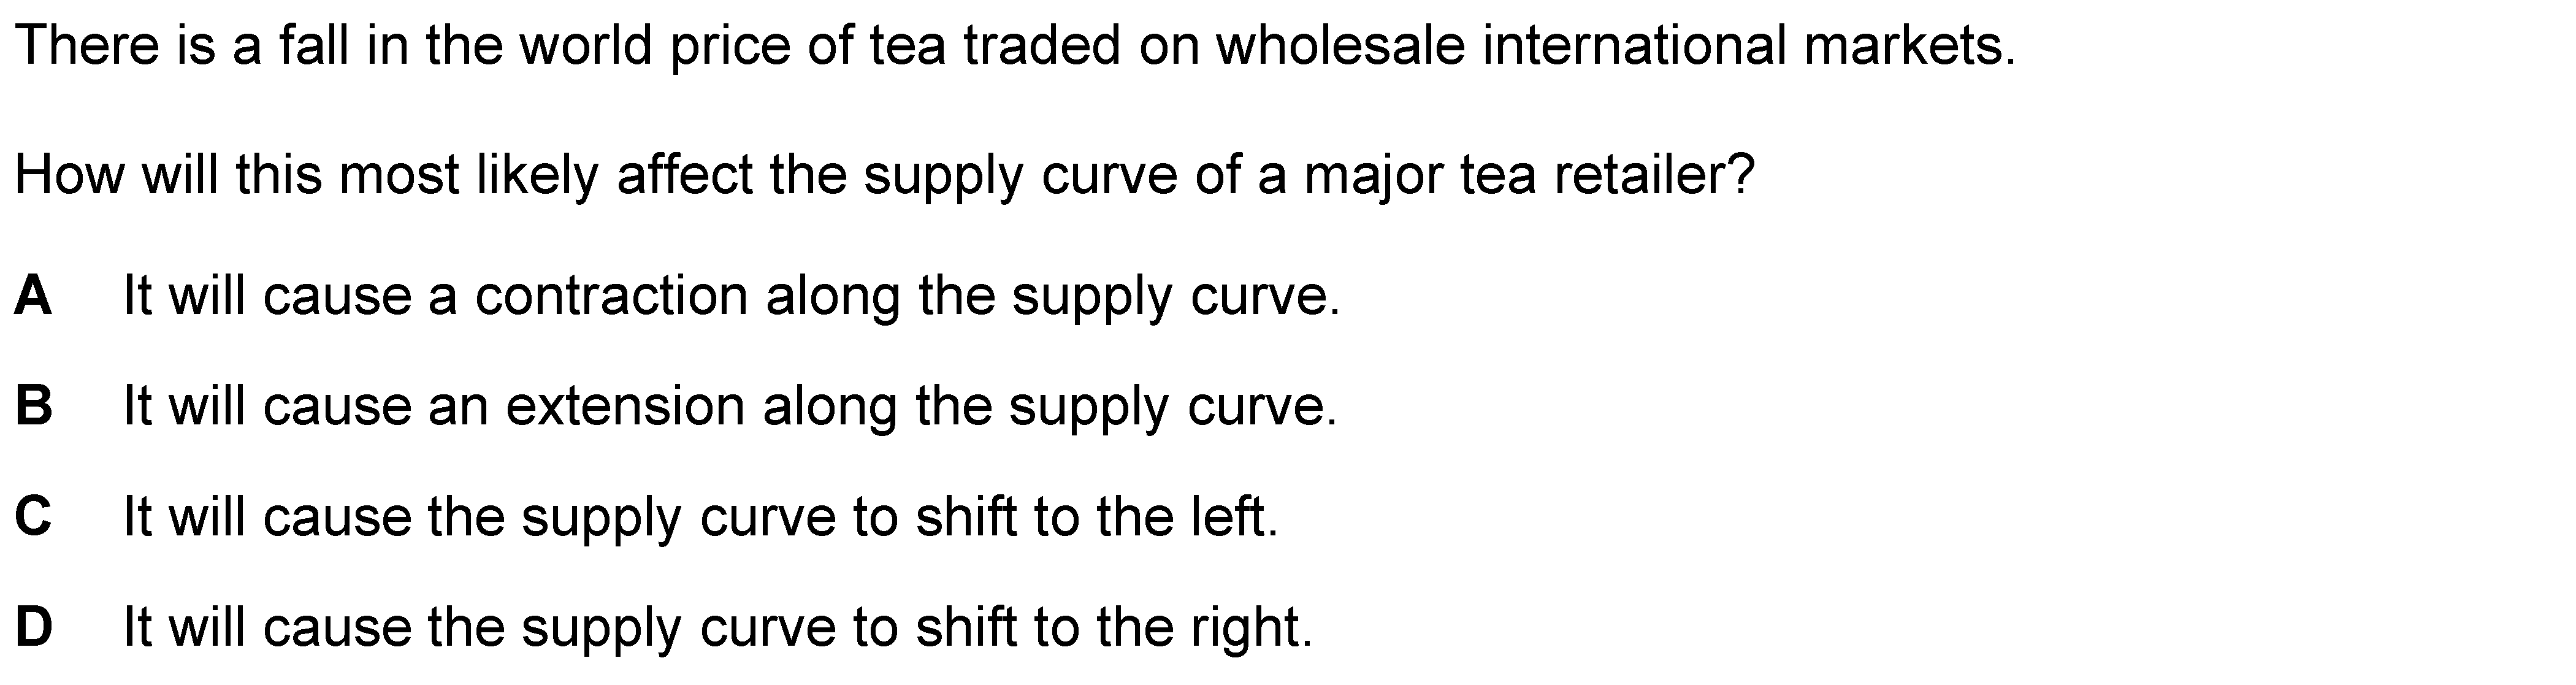 There is a fall in the world price of tea traded on wholesale international markets.
How will this most likely affect the supply curve of a major tea retailer?
A It will cause a contraction along the supply curve.
B It will cause an extension along the supply curve.
C It will cause the supply curve to shift to the left.
D It will cause the supply curve to shift to the right.